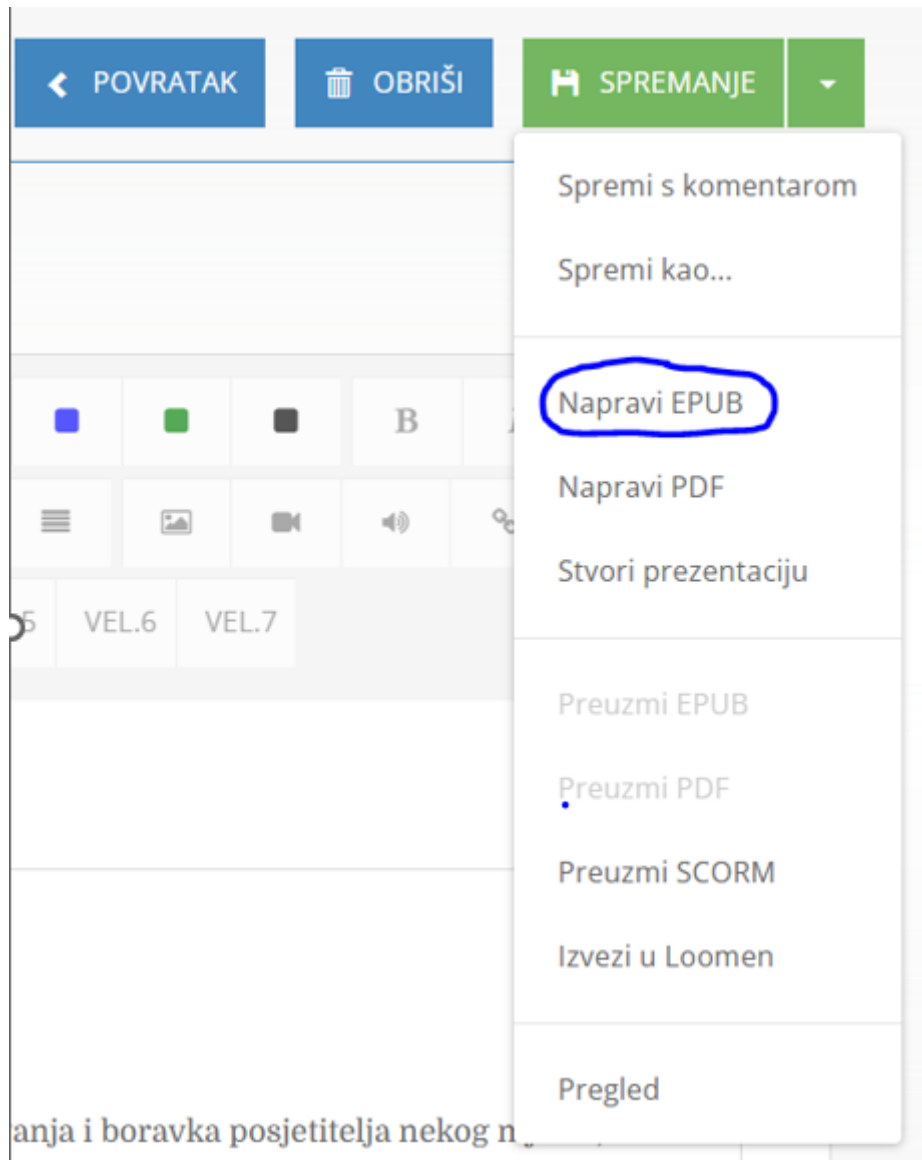 POVRATAK OBRIŠI SPREMANJE
Spremi s komentarom
Spremi kao...
Napravi EPUB
B
Napravi PDF
Stvori prezentaciju
5 VEL.6 VEL.7
Preuzmi EPUB
Preuzmi PDF
Preuzmi SCORM
Izvezi u Loomen
Pregled
anja i boravka posjetitelja nekog